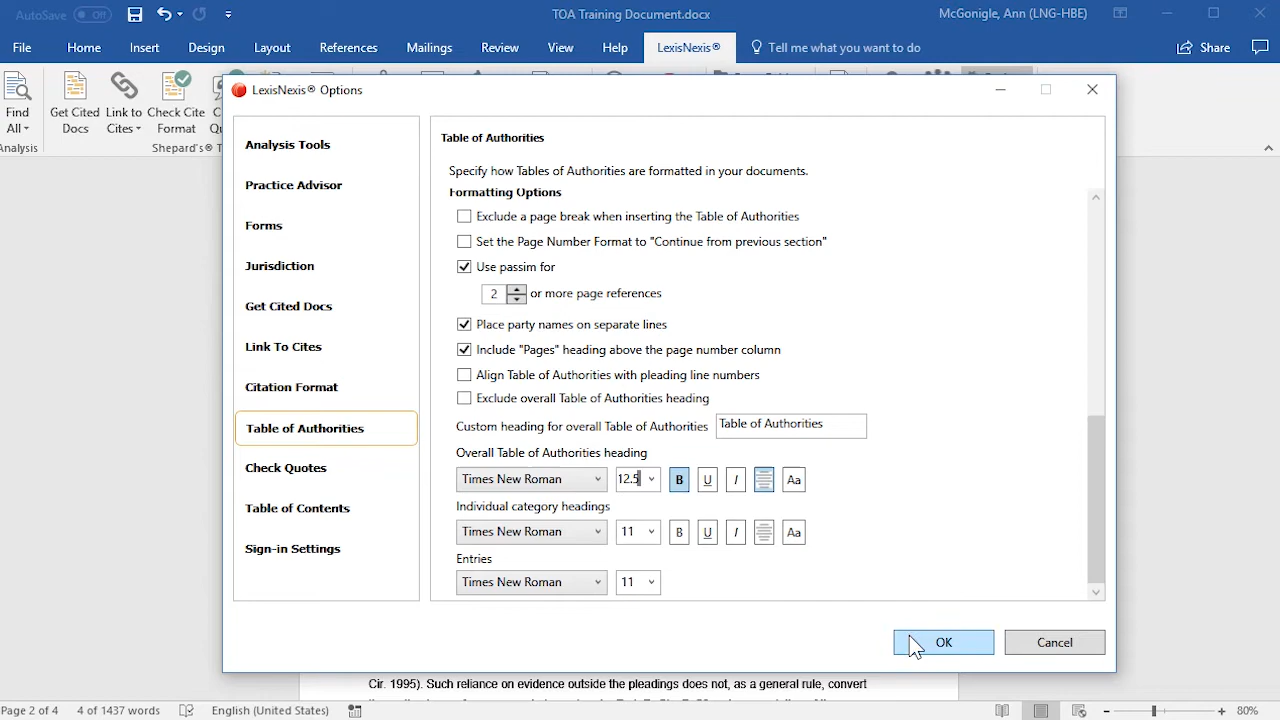 AutoSave Off
TOA Training Document.docx
McGonigle, Ann (LNG-HBE)
File Home Insert Design Layout References Mailings Review View Help LexisNexis® Tell me what you want to do Share
Find All
Get Cited Docs
Link to Cites
Check Cite Format
Analysis
Shepard's®
LexisNexis® Options
Analysis Tools
Practice Advisor
Forms
Jurisdiction
Get Cited Docs
Link To Cites
Citation Format
Table of Authorities
Check Quotes
Table of Contents
Sign-in Settings
Table of Authorities
Specify how Tables of Authorities are formatted in your documents.
Formatting Options
Exclude a page break when inserting the Table of Authorities
Set the Page Number Format to "Continue from previous section"
Use passim for
2 or more page references
Place party names on separate lines
Include "Pages" heading above the page number column
Align Table of Authorities with pleading line numbers
Exclude overall Table of Authorities heading
Custom heading for overall Table of Authorities Table of Authorities
Overall Table of Authorities heading
Times New Roman 12.5 B U I Aa
Individual category headings
Times New Roman 11 B U I Aa
Entries
Times New Roman 11
OK Cancel
Cir. 1995). Such reliance on evidence outside the pleadings does not, as a general rule, convert
Page 2 of 4 4 of 1437 words English (United States) 80%